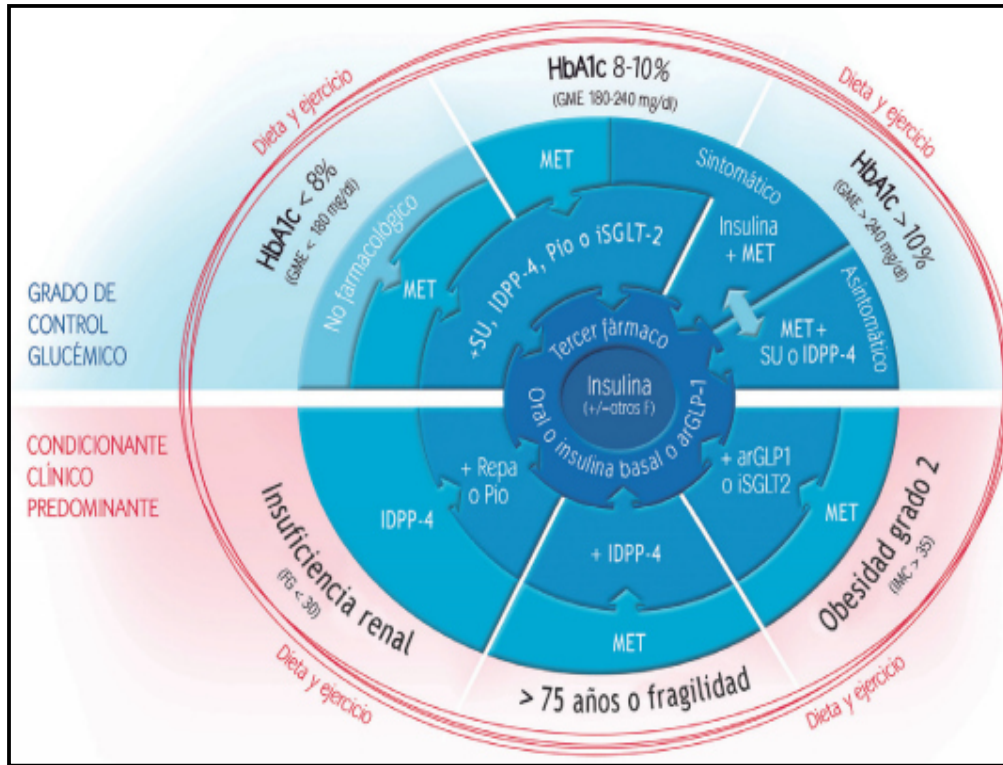 Dieta y ejercicio
HbA1c 8-10%
(GME 180-240 mg/dl)
Dieta y ejercicio
HbA1c < 8%
(GME < 180 mg/dl)
No farmacológico
MET
MET
+SU, IDPP-4, Pio o iSGLT-2
Sintomático
Insulina
+ MET
HbA1c > 10%
(GME > 240 mg/dl)
Asintomático
MET+
SU o IDPP-4
GRADO DE
CONTROL
GLUCÉMICO
Tercer fármaco
Oral o insulina basal o arGLP-1
Insulina
(+/-otros F)
CONDICIONANTE
CLÍNICO
PREDOMINANTE
Insuficiencia renal
(FG < 30)
IDPP-4
+ Repa
o Pio
+ IDPP-4
MET
> 75 años o fragilidad
+ arGLP1
o iSGLT2
MET
Obesidad grado 2
(IMC > 35)
Dieta y ejercicio
Dieta y ejercicio